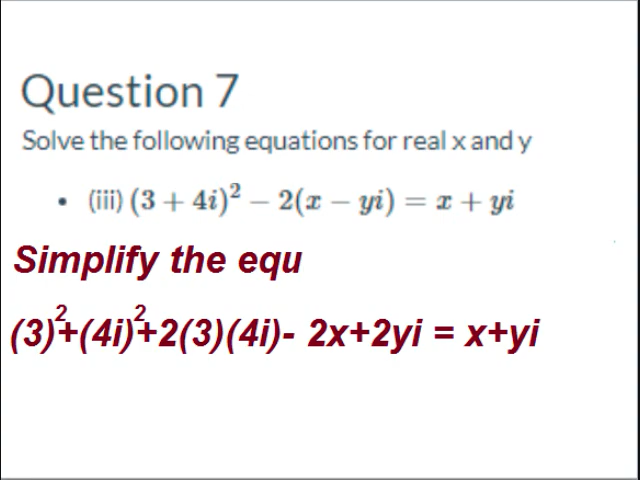 Question 7
Solve the following equations for real x and y
• (iii) (3 + 4i)² − 2(x − yi) = x + yi
Simplify the equ
(3)²+(4i)²+2(3)(4i)- 2x+2yi = x+yi